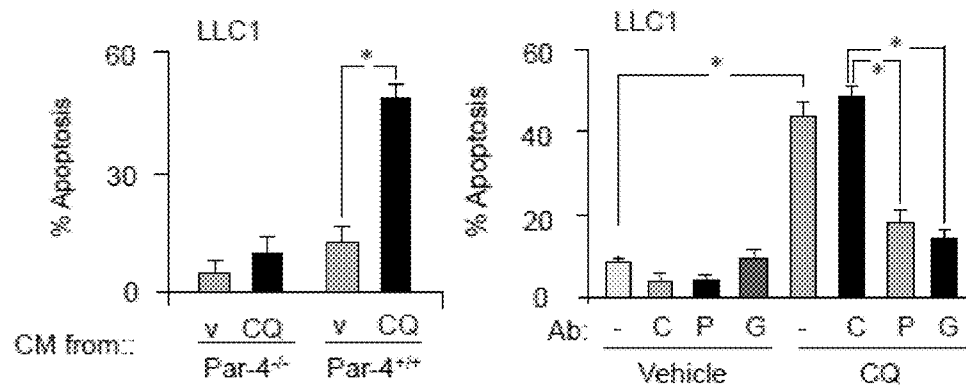 LLC1
% Apoptosis
60
30
0
*
CM from::
v CQ v CQ
Par-4-/- Par-4+/+
LLC1
% Apoptosis
60
40
20
0
* * *
Ab: - C P G - C P G
Vehicle CQ